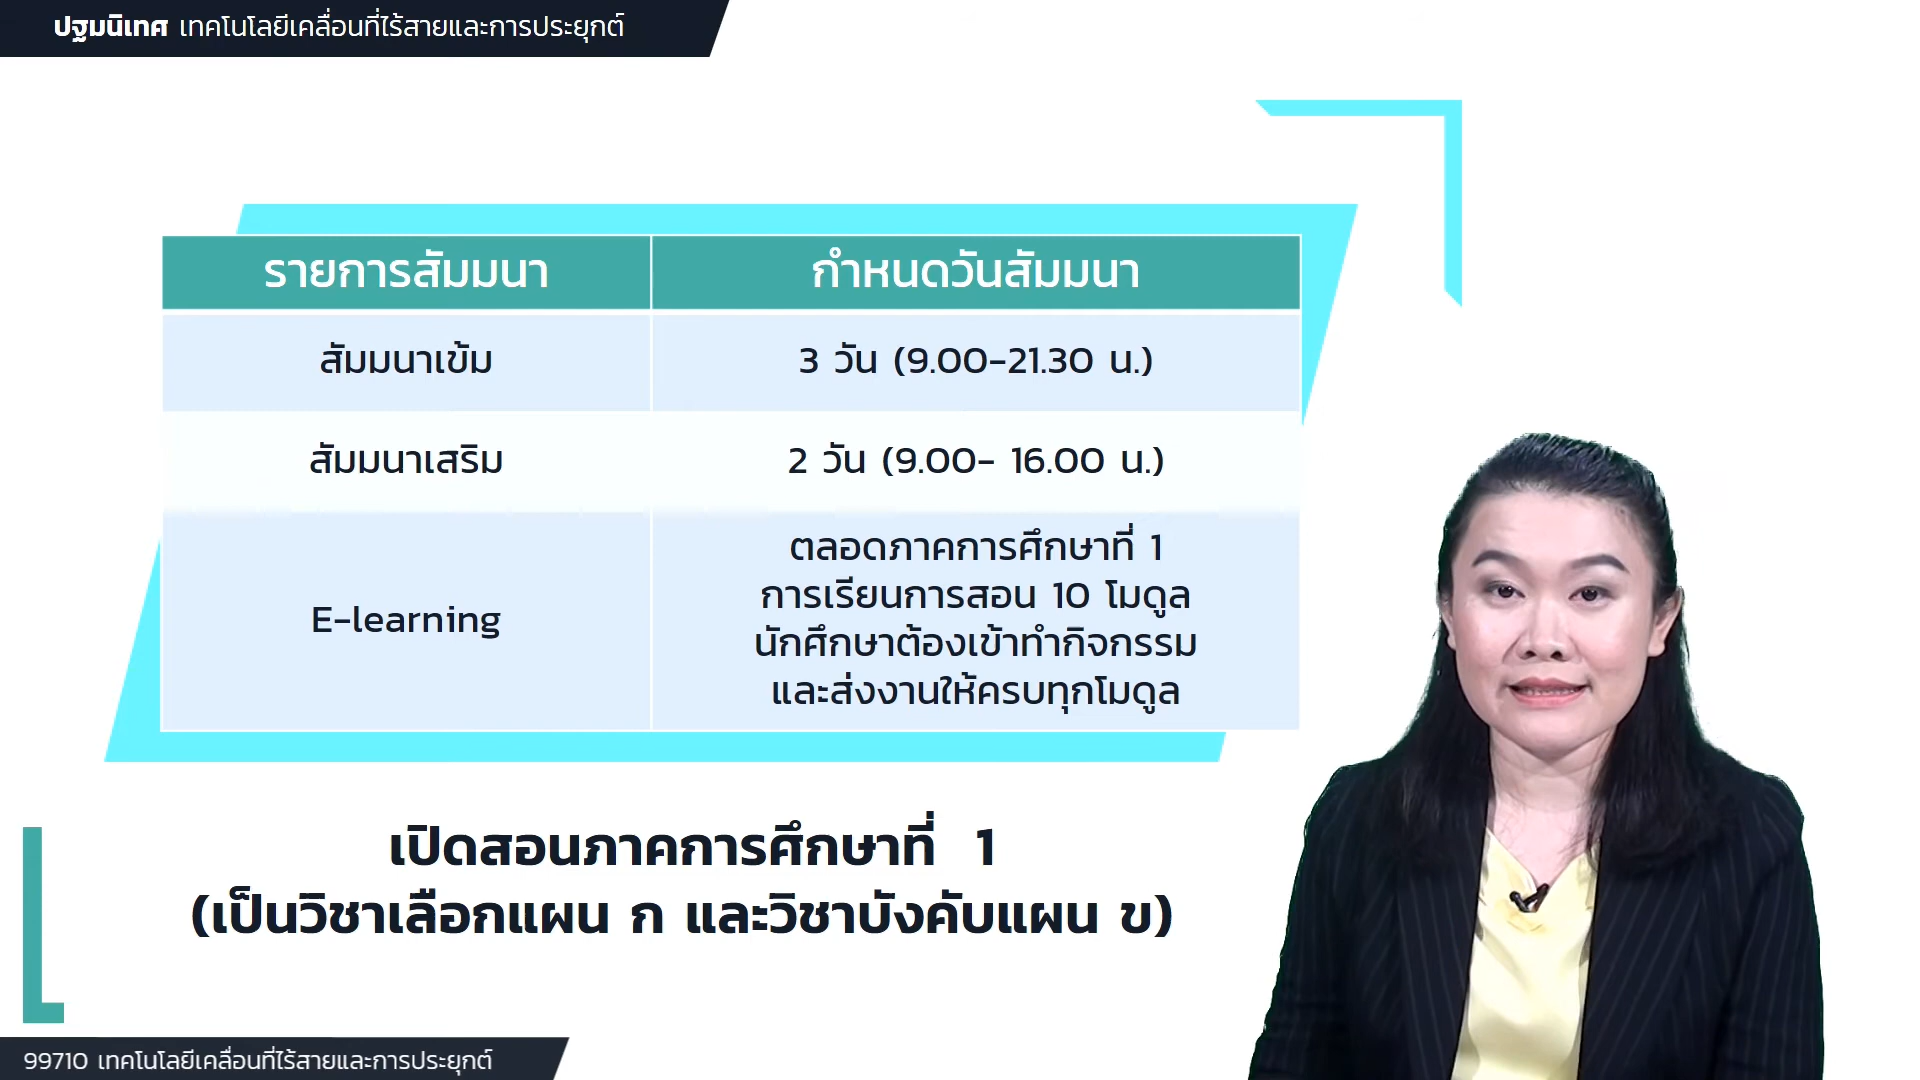 ปฐมนิเทศ เทคโนโลยีเคลื่อนที่ไร้สายและการประยุกต์
รายการสัมมนา กำหนดวันสัมมนา
สัมมนาเข้ม 3 วัน (9.00-21.30 น.)
สัมมนาเสริม 2 วัน (9.00- 16.00 น.)
E-learning
ตลอดภาคการศึกษาที่ 1
การเรียนการสอน 10 โมดูล
นักศึกษาต้องเข้าทำกิจกรรม
และส่งงานให้ครบทุกโมดูล
เปิดสอนภาคการศึกษาที่ 1
(เป็นวิชาเลือกแผน ก และวิชาบังคับแผน ข)
99710 เทคโนโลยีเคลื่อนที่ไร้สายและการประยุกต์